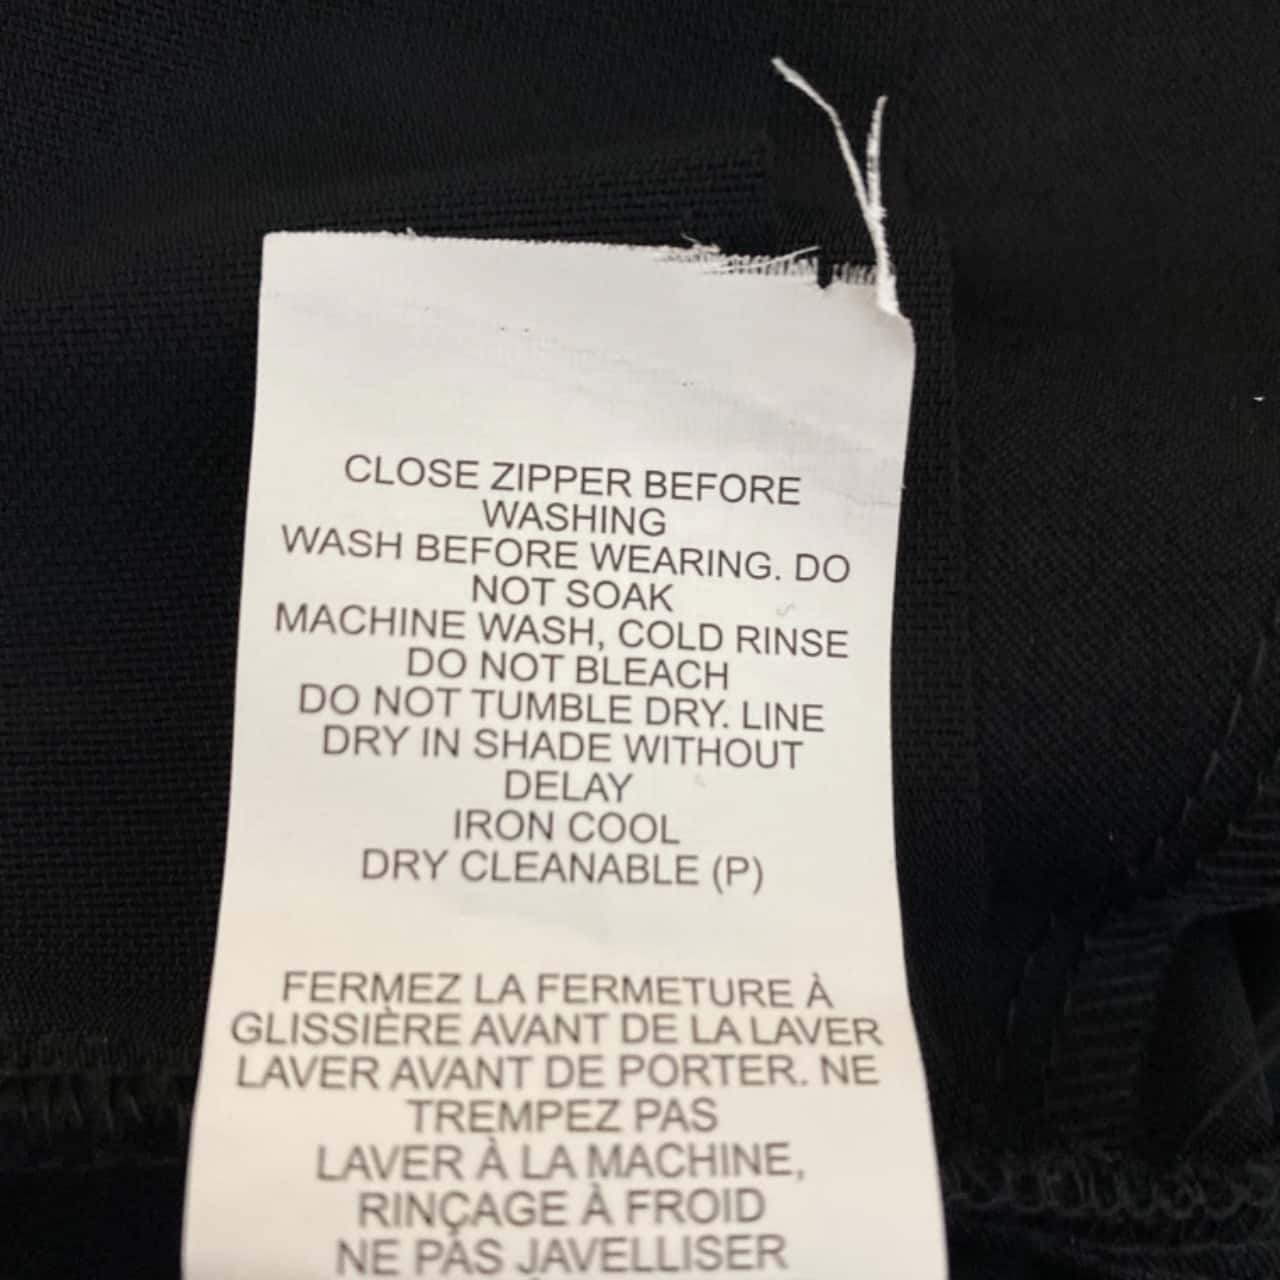 CLOSE ZIPPER BEFORE
WASHING
WASH BEFORE WEARING. DO
NOT SOAK
MACHINE WASH, COLD RINSE
DO NOT BLEACH
DO NOT TUMBLE DRY. LINE
DRY IN SHADE WITHOUT
DELAY
IRON COOL
DRY CLEANABLE (P)
FERMEZ LA FERMETURE À
GLISSIÈRE AVANT DE LA LAVER
LAVER AVANT DE PORTER. NE
TREMPEZ PAS
LAVER À LA MACHINE,
RINÇAGE À FROID
NE PAS JAVELLISER